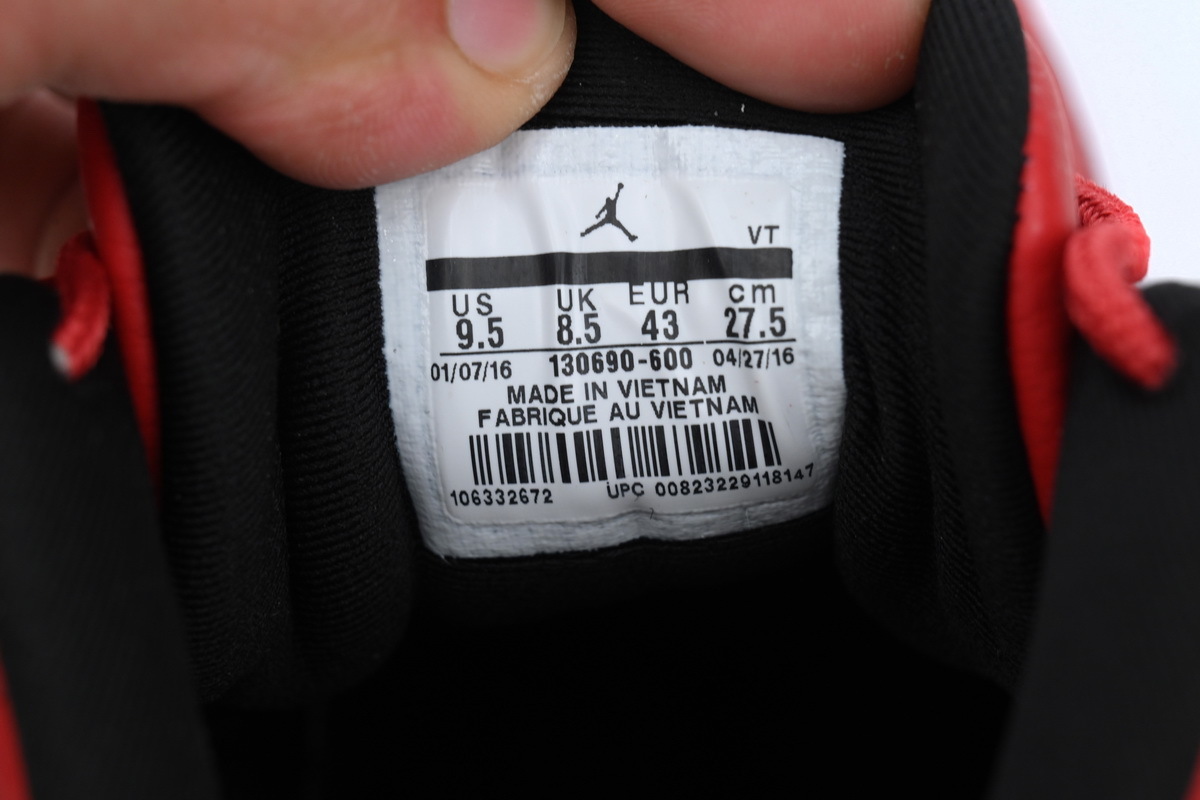 VT
US UK EUR cm
9.5 8.5 43 27.5
01/07/16 130690-600 04/27/16
MADE IN VIETNAM
FABRIQUE AU VIETNAM
106332672 UPC 00823229118147